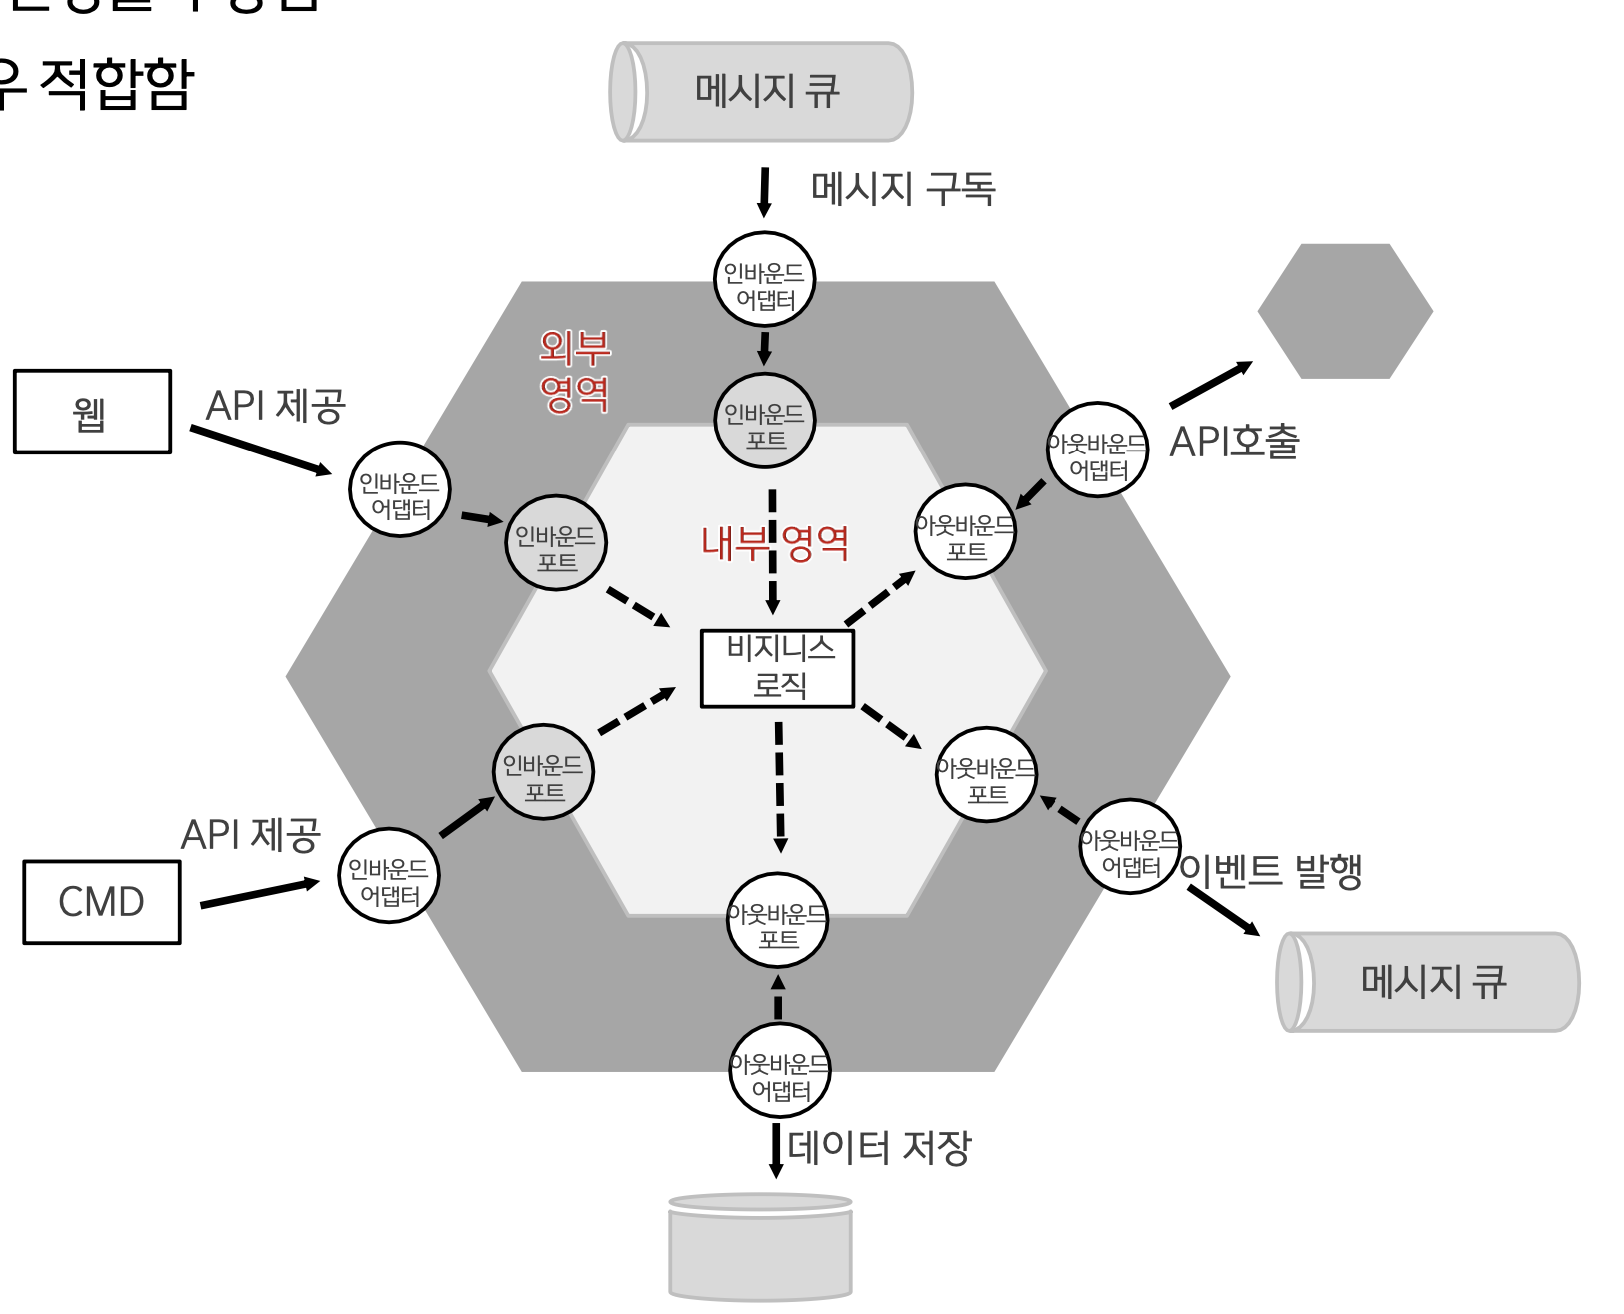 우 적합함
메시지 큐
메시지 구독
인바운드
어댑터
외부
영역
인바운드
포트
웹
API 제공
인바운드
어댑터
인바운드
포트
내부 영역
아웃바운드
어댑터
API호출
아웃바운드
포트
비지니스
로직
인바운드
포트
아웃바운드
포트
API 제공
CMD
인바운드
어댑터
아웃바운드
어댑터
이벤트 발행
메시지 큐
아웃바운드
포트
아웃바운드
어댑터
데이터 저장